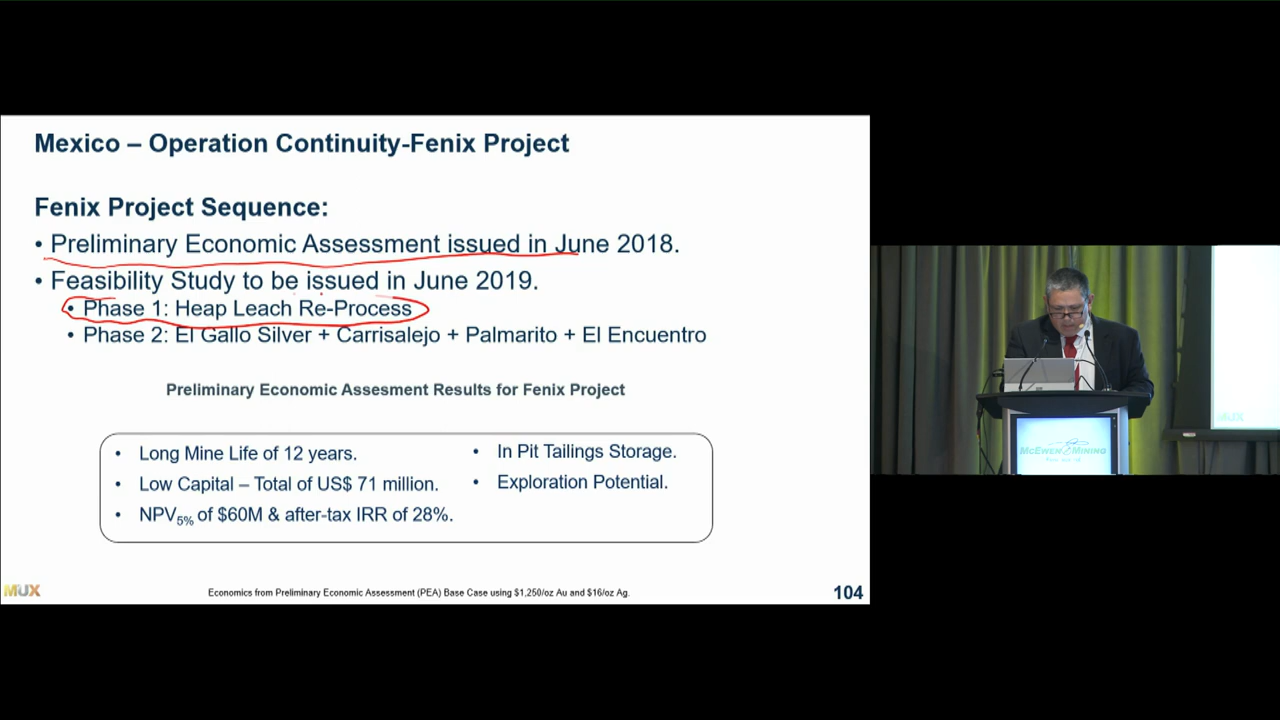 Mexico – Operation Continuity-Fenix Project
Fenix Project Sequence:
• Preliminary Economic Assessment issued in June 2018.
• Feasibility Study to be issued in June 2019.
• Phase 1: Heap Leach Re-Process
• Phase 2: El Gallo Silver + Carrisalejo + Palmarito + El Encuentro
Preliminary Economic Assesment Results for Fenix Project
• Long Mine Life of 12 years.
• Low Capital – Total of US$ 71 million.
• NPV5% of $60M & after-tax IRR of 28%.
• In Pit Tailings Storage.
• Exploration Potential.
MUX
Economics from Preliminary Economic Assessment (PEA) Base Case using $1,250/oz Au and $16/oz Ag.
104
MUX
McEWEN MINING